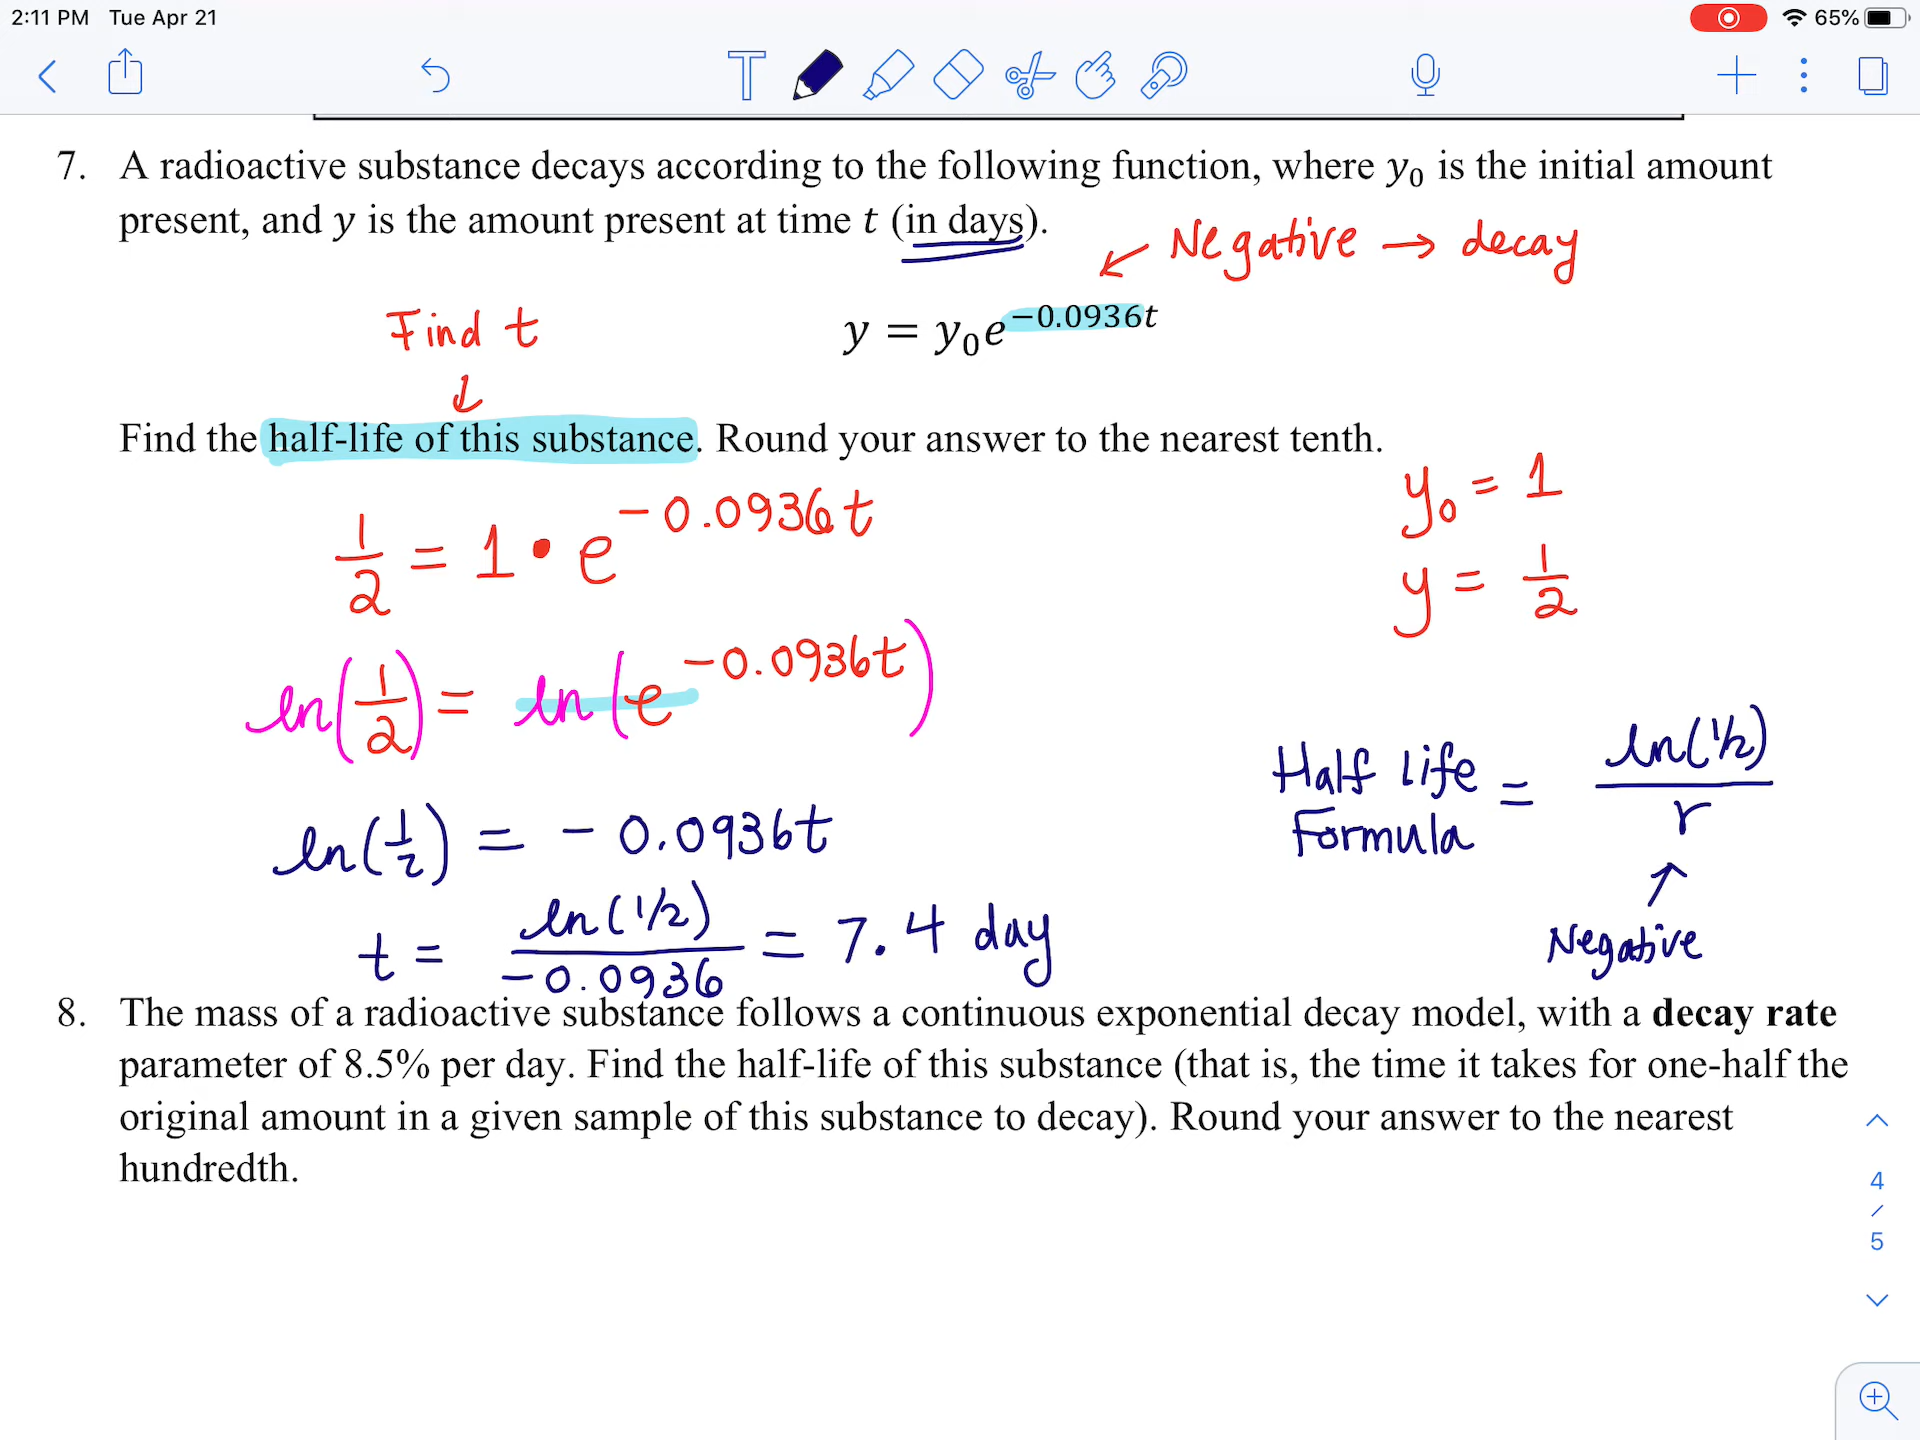 2:11 PM Tue Apr 21
65%
T
7. A radioactive substance decays according to the following function, where y₀ is the initial amount
present, and y is the amount present at time t (in days).
Negative → decay
Find t
y = y₀e^(−0.0936t)
Find the half-life of this substance. Round your answer to the nearest tenth.
1/2 = 1 • e^(−0.0936t)
y₀ = 1
y = 1/2
ln(1/2) = ln(e^(−0.0936t))
Half life Formula = ln(1/2)/r
Negative
ln(1/2) = −0.0936t
t = ln(1/2)/−0.0936 = 7.4 day
8. The mass of a radioactive substance follows a continuous exponential decay model, with a decay rate
parameter of 8.5% per day. Find the half-life of this substance (that is, the time it takes for one-half the
original amount in a given sample of this substance to decay). Round your answer to the nearest
hundredth.
4
/
5